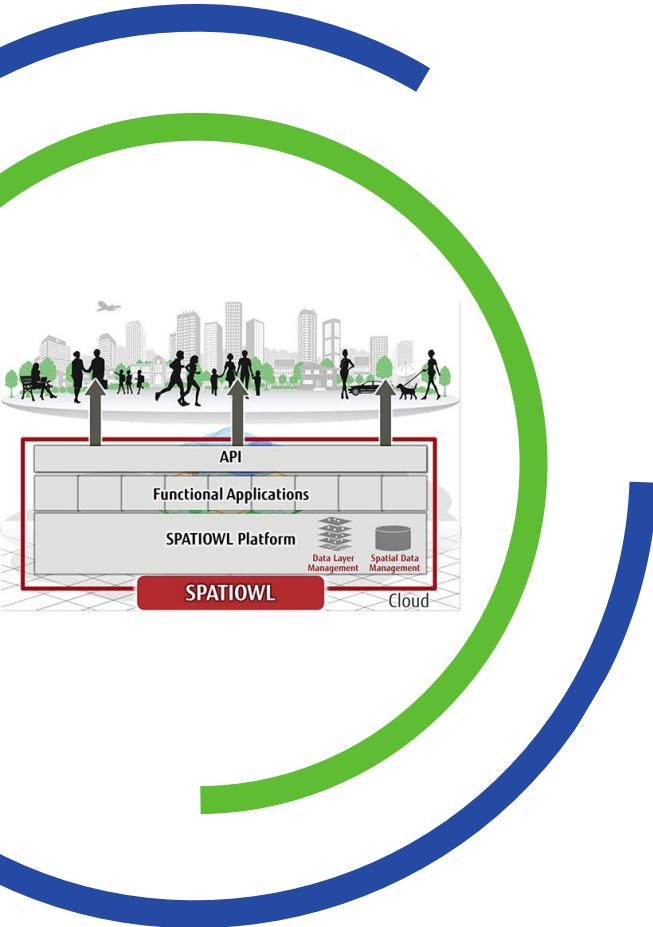 API
Functional Applications
SPATIOWL Platform
Data Layer
Management
Spatial Data
Management
SPATIOWL
Cloud